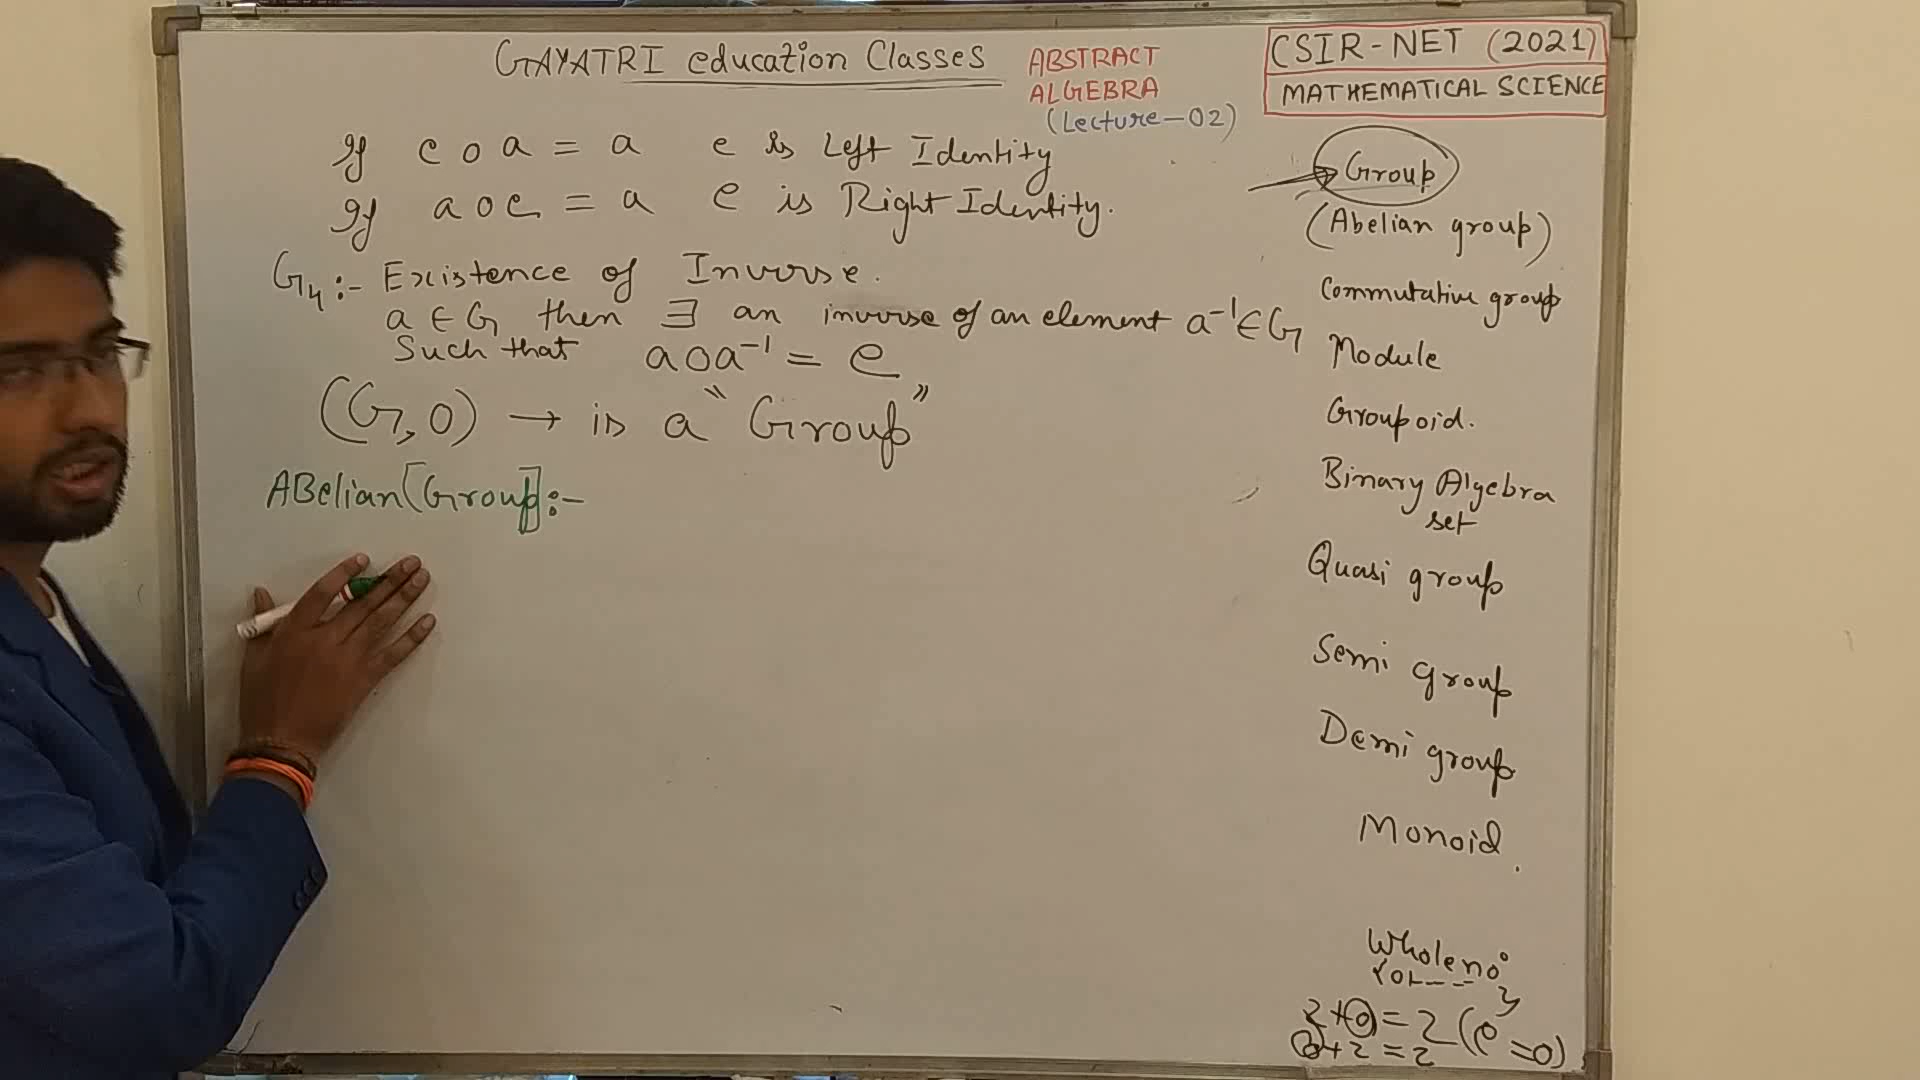 GAYATRI education Classes
ABSTRACT
ALGEBRA
(Lecture-02)
CSIR-NET (2021)
MATHEMATICAL SCIENCE
If e o a = a e is Left Identity
If a o e = a e is Right Identity.
G4:- Existence of Inverse.
a ∈ G then ∃ an inverse of an element a⁻¹ ∈ G
Such that a o a⁻¹ = e
(G, o) → is a "Group"
ABelian [Group]:-
Group
(Abelian group)
Commutative group
Module
Groupoid.
Binary Algebra
set
Quasi group
Semi group
Demi group
Monoid.
Whole no
2+0 = 2 (e=0)
0+2 = 2